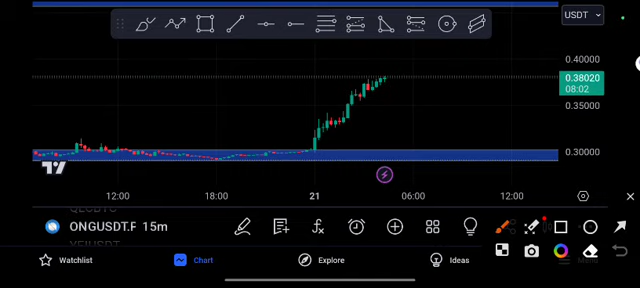 USDT
0.40000
0.38020
08:02
0.35000
0.30000
12:00 18:00 21 06:00 12:00
ONGUSDT.P 15m
Watchlist Chart Explore Ideas